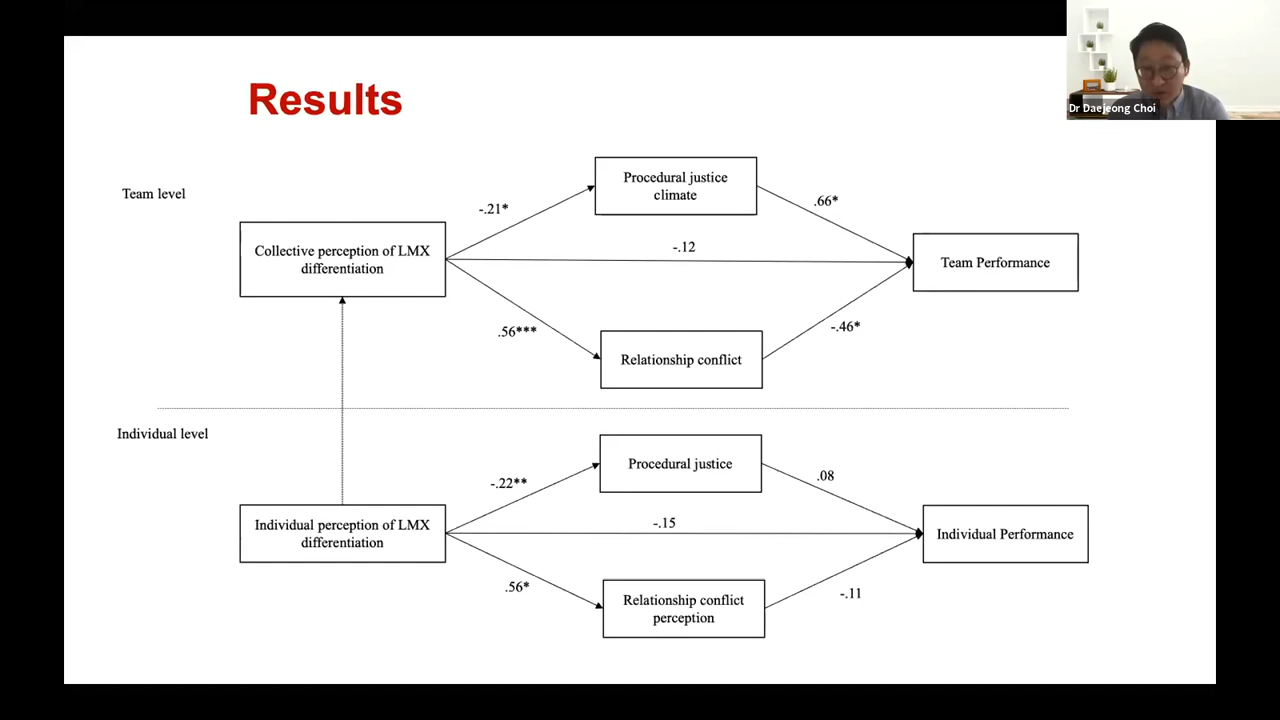 Results
Dr Daejeong Choi
Team level
Procedural justice
climate
-.21*
.66*
Collective perception of LMX
differentiation
-.12
Team Performance
.56***
-.46*
Relationship conflict
Individual level
Procedural justice
-.22**
.08
Individual perception of LMX
differentiation
-.15
Individual Performance
.56*
-.11
Relationship conflict
perception